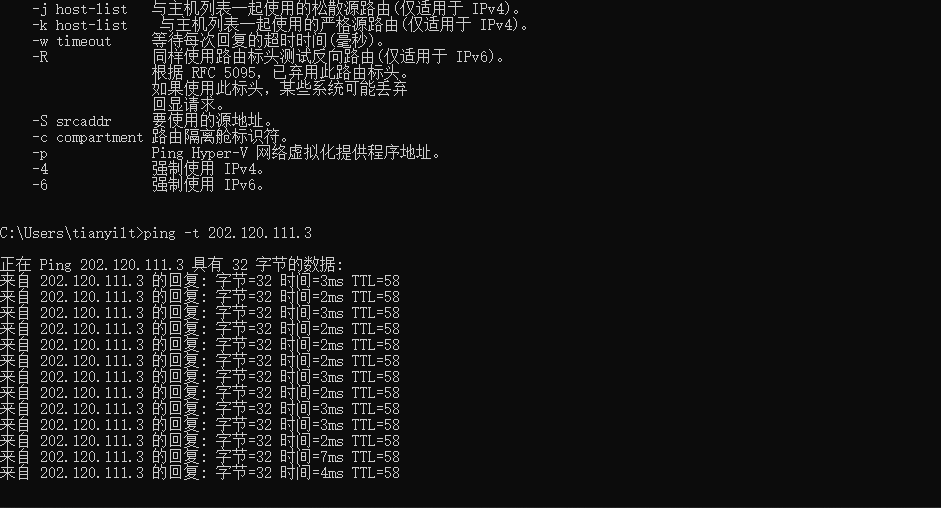 -j host-list   与主机列表一起使用的松散源路由(仅适用于 IPv4)。
-k host-list    与主机列表一起使用的严格源路由(仅适用于 IPv4)。
-w timeout     等待每次回复的超时时间(毫秒)。
-R             同样使用路由标头测试反向路由(仅适用于 IPv6)。
根据 RFC 5095，已弃用此路由标头。
如果使用此标头，某些系统可能丢弃
回显请求。
-S srcaddr     要使用的源地址。
-c compartment 路由隔离舱标识符。
-p             Ping Hyper-V 网络虚拟化提供程序地址。
-4             强制使用 IPv4。
-6             强制使用 IPv6。
C:\Users\tianyilt>ping -t 202.120.111.3
正在 Ping 202.120.111.3 具有 32 字节的数据:
来自 202.120.111.3 的回复: 字节=32 时间=3ms TTL=58
来自 202.120.111.3 的回复: 字节=32 时间=2ms TTL=58
来自 202.120.111.3 的回复: 字节=32 时间=3ms TTL=58
来自 202.120.111.3 的回复: 字节=32 时间=2ms TTL=58
来自 202.120.111.3 的回复: 字节=32 时间=2ms TTL=58
来自 202.120.111.3 的回复: 字节=32 时间=2ms TTL=58
来自 202.120.111.3 的回复: 字节=32 时间=3ms TTL=58
来自 202.120.111.3 的回复: 字节=32 时间=2ms TTL=58
来自 202.120.111.3 的回复: 字节=32 时间=3ms TTL=58
来自 202.120.111.3 的回复: 字节=32 时间=3ms TTL=58
来自 202.120.111.3 的回复: 字节=32 时间=2ms TTL=58
来自 202.120.111.3 的回复: 字节=32 时间=7ms TTL=58
来自 202.120.111.3 的回复: 字节=32 时间=4ms TTL=58